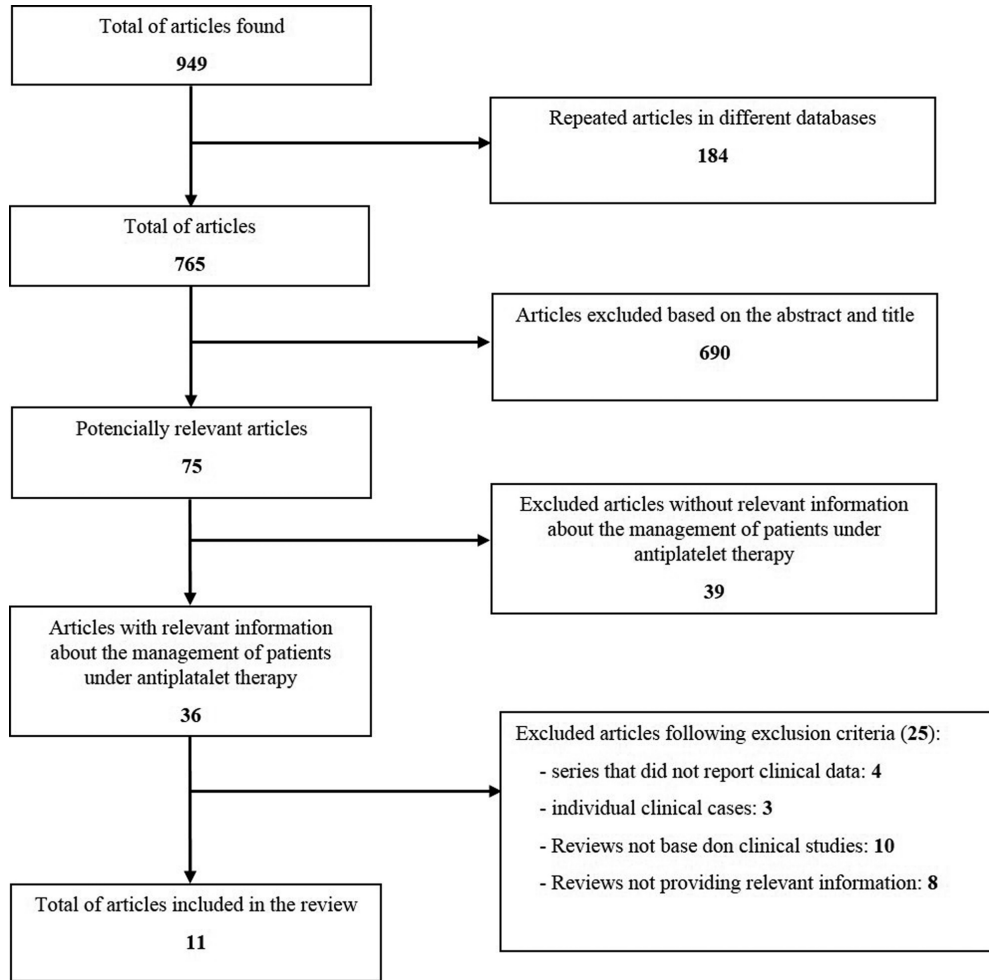 Total of articles found
949
Repeated articles in different databases
184
Total of articles
765
Articles excluded based on the abstract and title
690
Potencially relevant articles
75
Excluded articles without relevant information
about the management of patients under
antiplatelet therapy
39
Articles with relevant information
about the management of patients
under antiplatalet therapy
36
Excluded articles following exclusion criteria (25):
- series that did not report clinical data: 4
- individual clinical cases: 3
- Reviews not base don clinical studies: 10
- Reviews not providing relevant information: 8
Total of articles included in the review
11